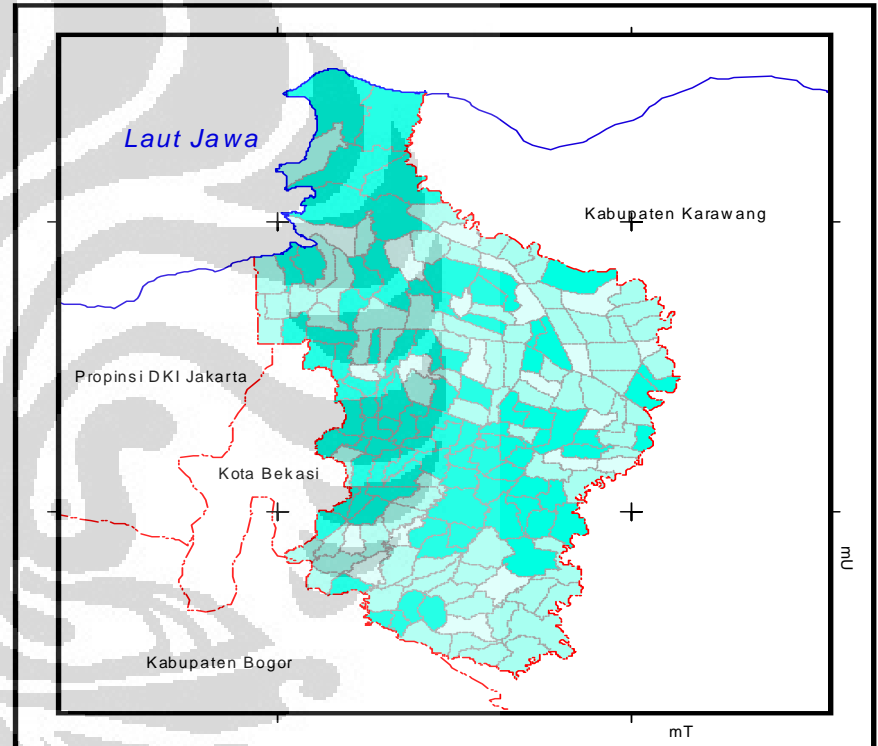 Laut Jawa
Kabupaten Karawang
Propinsi DKI Jakarta
Kota Bekasi
mU
Kabupaten Bogor
mT